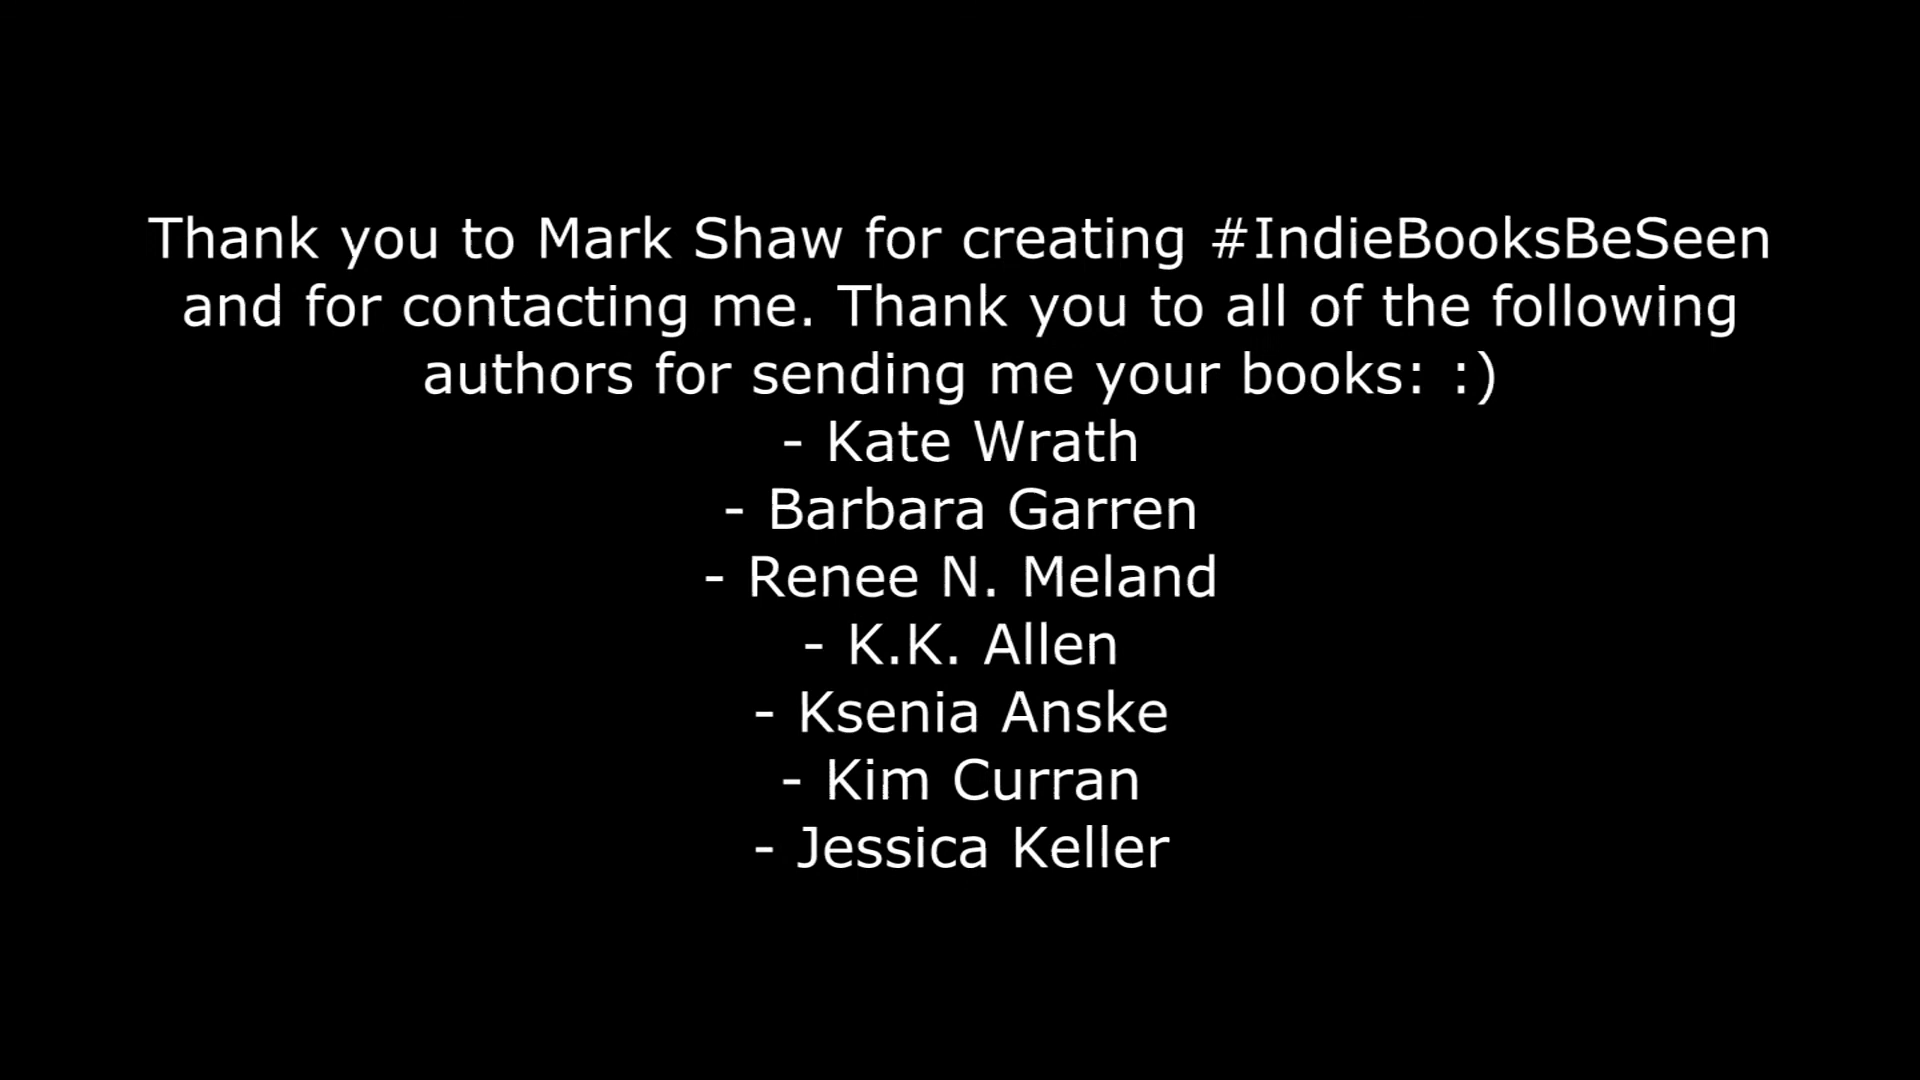 Thank you to Mark Shaw for creating #IndieBooksBeSeen
and for contacting me. Thank you to all of the following
authors for sending me your books: :)
- Kate Wrath
- Barbara Garren
- Renee N. Meland
- K.K. Allen
- Ksenia Anske
- Kim Curran
- Jessica Keller